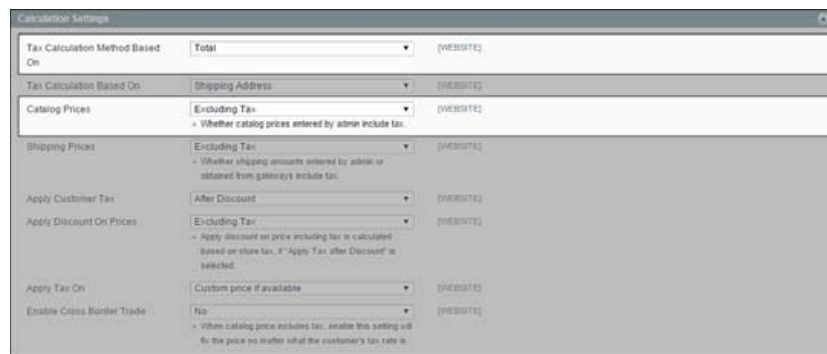 Calculation Settings
Tax Calculation Method Based On
Total
[WEBSITE]
Tax Calculation Based On
Shipping Address
[WEBSITE]
Catalog Prices
Excluding Tax
[WEBSITE]
Whether catalog prices entered by admin include tax.
Shipping Prices
Excluding Tax
[WEBSITE]
Whether shipping amounts entered by admin or
obtained from gateways include tax.
Apply Customer Tax
After Discount
[WEBSITE]
Apply Discount On Prices
Excluding Tax
[WEBSITE]
Apply discount on price including tax is calculated
based on store tax, if "Apply Tax after Discount" is
selected.
Apply Tax On
Custom price if available
[WEBSITE]
Enable Cross Border Trade
No
[WEBSITE]
When catalog price includes tax, enable this setting will
fix the price no matter what the customer's tax rate is.